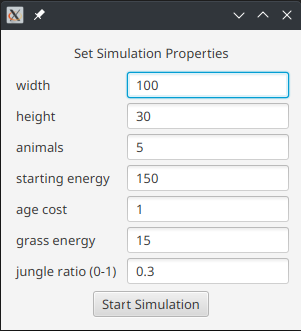 Set Simulation Properties
width 100
height 30
animals 5
starting energy 150
age cost 1
grass energy 15
jungle ratio (0-1) 0.3
Start Simulation